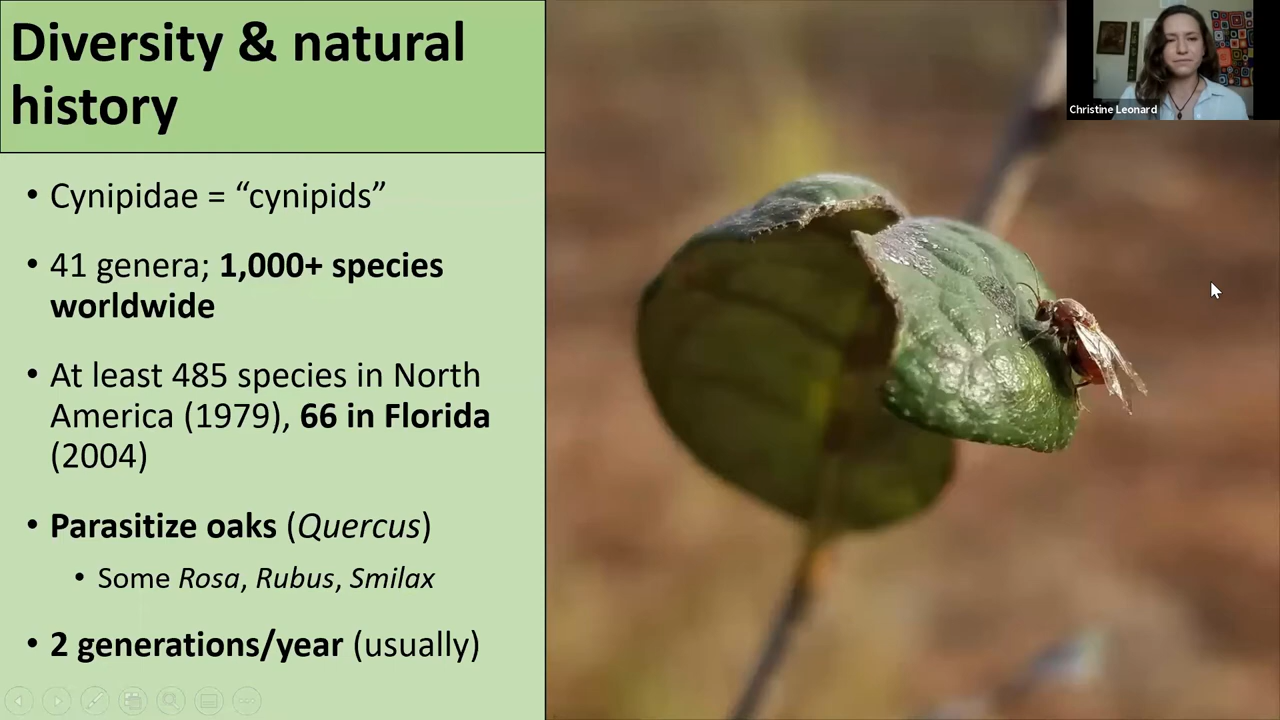 Diversity & natural
history
• Cynipidae = “cynipids”
• 41 genera; 1,000+ species
worldwide
• At least 485 species in North
America (1979), 66 in Florida
(2004)
• Parasitize oaks (Quercus)
• Some Rosa, Rubus, Smilax
• 2 generations/year (usually)
Christine Leonard